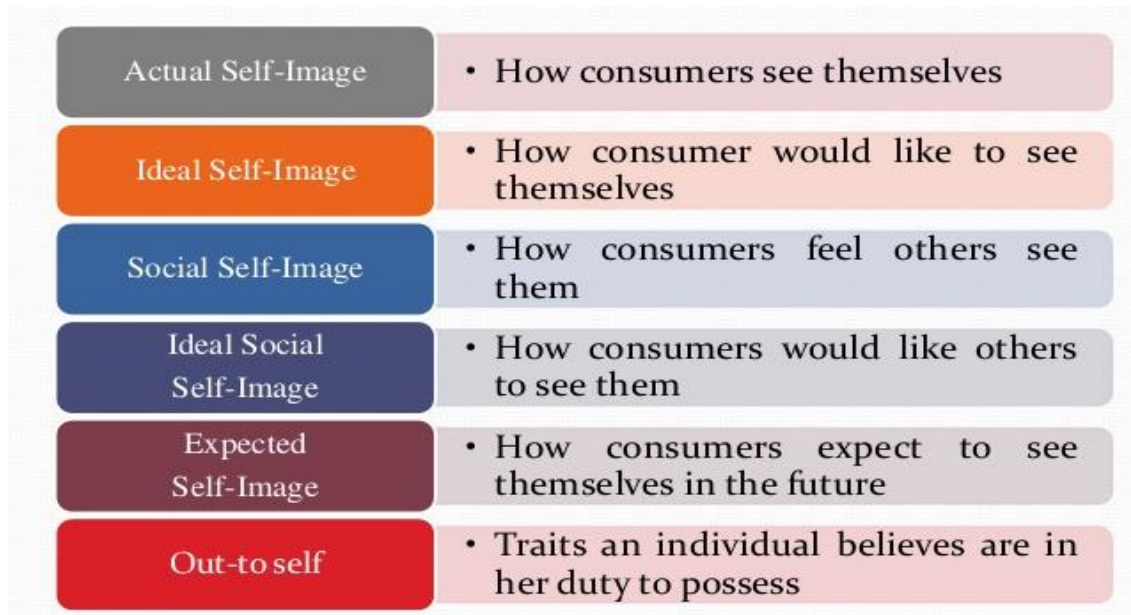 Actual Self-Image
• How consumers see themselves
Ideal Self-Image
• How consumer would like to see
themselves
Social Self-Image
• How consumers feel others see
them
Ideal Social
Self-Image
• How consumers would like others
to see them
Expected
Self-Image
• How consumers expect to see
themselves in the future
Out-to self
• Traits an individual believes are in
her duty to possess